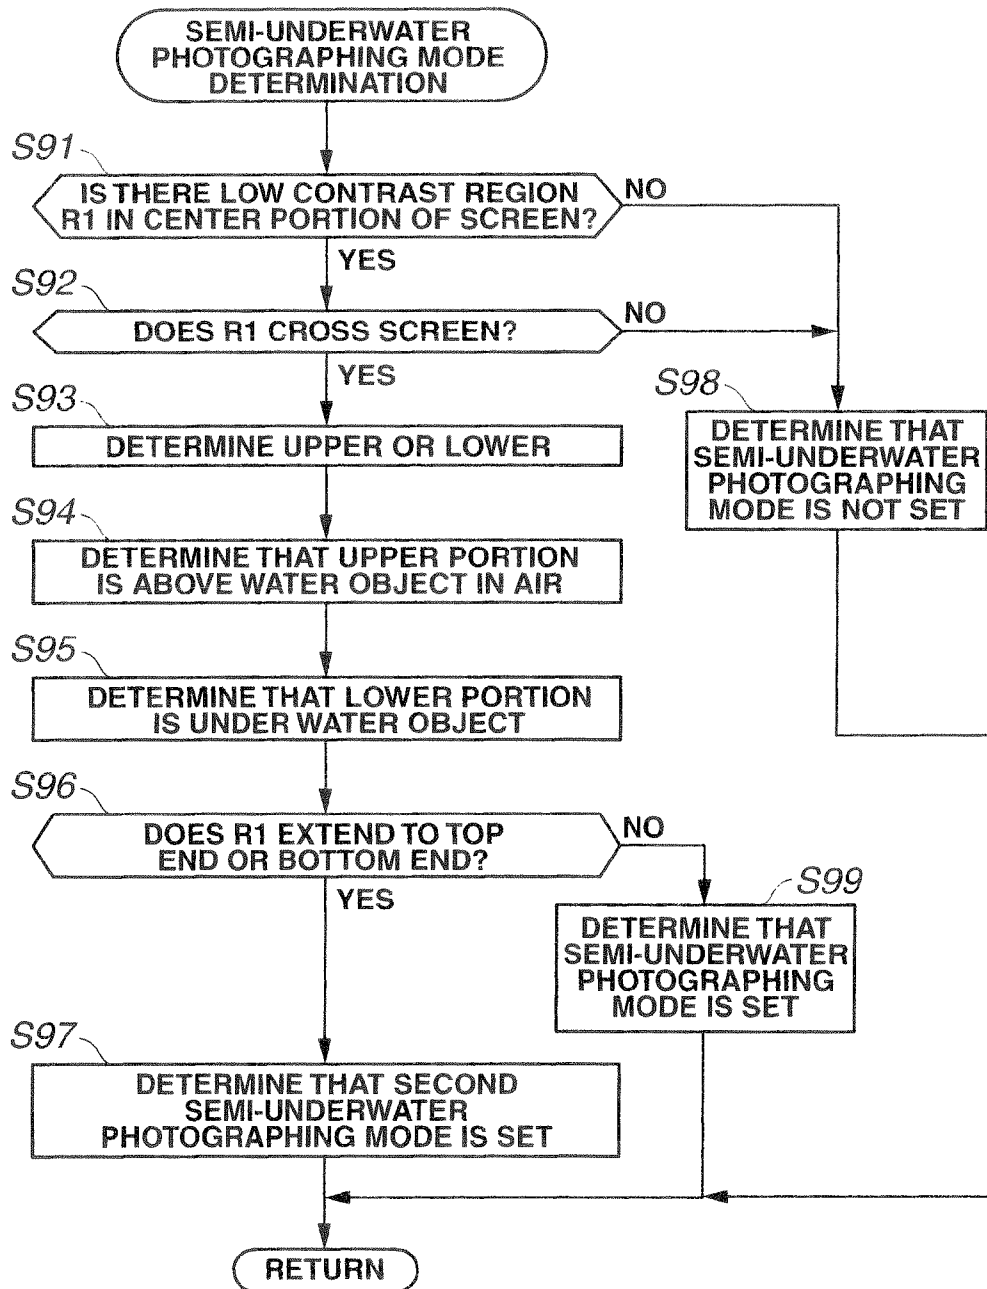 SEMI-UNDERWATER
PHOTOGRAPHING MODE
DETERMINATION
S91
IS THERE LOW CONTRAST REGION
R1 IN CENTER PORTION OF SCREEN?
NO
YES
S92
DOES R1 CROSS SCREEN?
NO
YES
S93
DETERMINE UPPER OR LOWER
S98
DETERMINE THAT
SEMI-UNDERWATER
PHOTOGRAPHING
MODE IS NOT SET
S94
DETERMINE THAT UPPER PORTION
IS ABOVE WATER OBJECT IN AIR
S95
DETERMINE THAT LOWER PORTION
IS UNDER WATER OBJECT
S96
DOES R1 EXTEND TO TOP
END OR BOTTOM END?
NO
YES
S99
DETERMINE THAT
SEMI-UNDERWATER
PHOTOGRAPHING
MODE IS SET
S97
DETERMINE THAT SECOND
SEMI-UNDERWATER
PHOTOGRAPHING MODE IS SET
RETURN